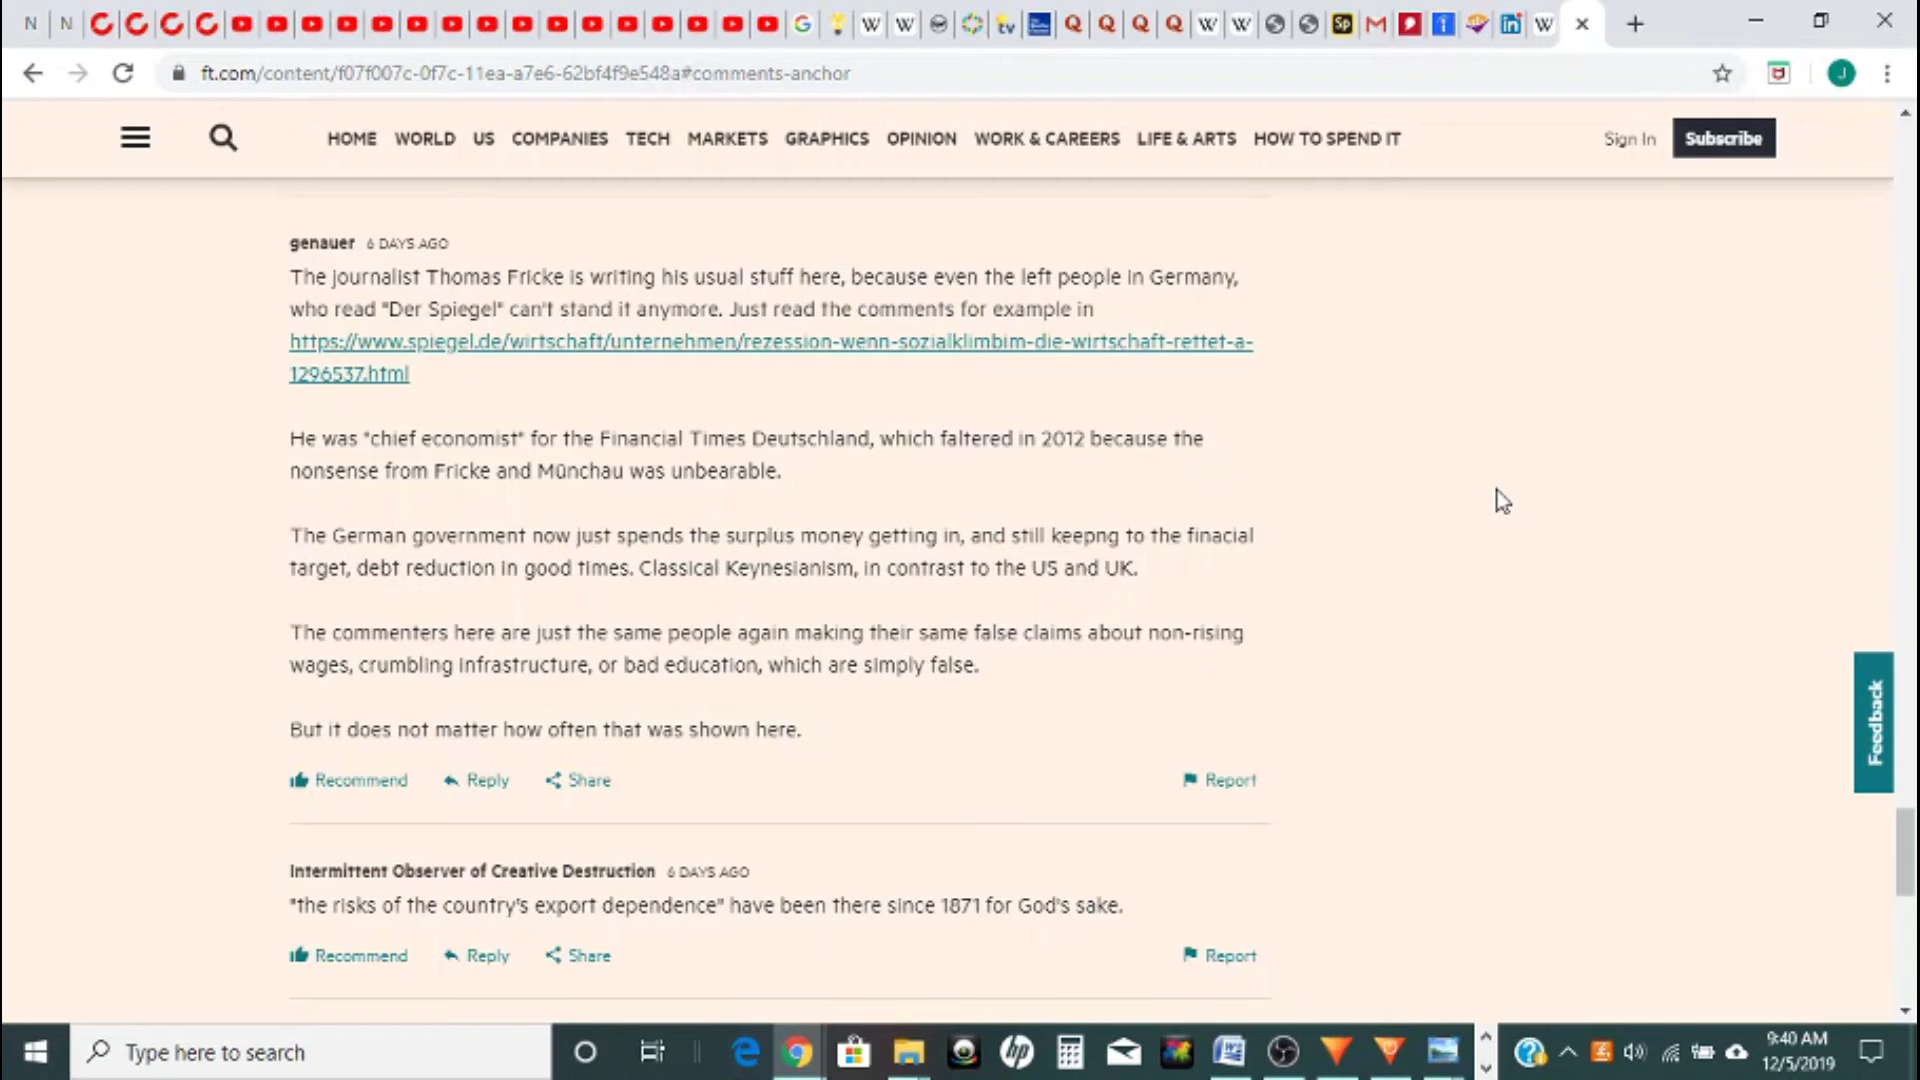 ft.com/content/f07f007c-0f7c-11ea-a7e6-62bf4f9e548a#comments-anchor
HOME WORLD US COMPANIES TECH MARKETS GRAPHICS OPINION WORK & CAREERS LIFE & ARTS HOW TO SPEND IT Sign In Subscribe
genauer 6 DAYS AGO
The journalist Thomas Fricke is writing his usual stuff here, because even the left people in Germany,
who read "Der Spiegel" can't stand it anymore. Just read the comments for example in
https://www.spiegel.de/wirtschaft/unternehmen/rezession-wenn-sozialklimbim-die-wirtschaft-rettet-a-
1296537.html
He was "chief economist" for the Financial Times Deutschland, which faltered in 2012 because the
nonsense from Fricke and Münchau was unbearable.
The German government now just spends the surplus money getting in, and still keepng to the finacial
target, debt reduction in good times. Classical Keynesianism, in contrast to the US and UK.
The commenters here are just the same people again making their same false claims about non-rising
wages, crumbling infrastructure, or bad education, which are simply false.
But it does not matter how often that was shown here.
Recommend Reply Share Report
Feedback
Intermittent Observer of Creative Destruction 6 DAYS AGO
"the risks of the country's export dependence" have been there since 1871 for God's sake.
Recommend Reply Share Report
Type here to search
9:40 AM
12/5/2019